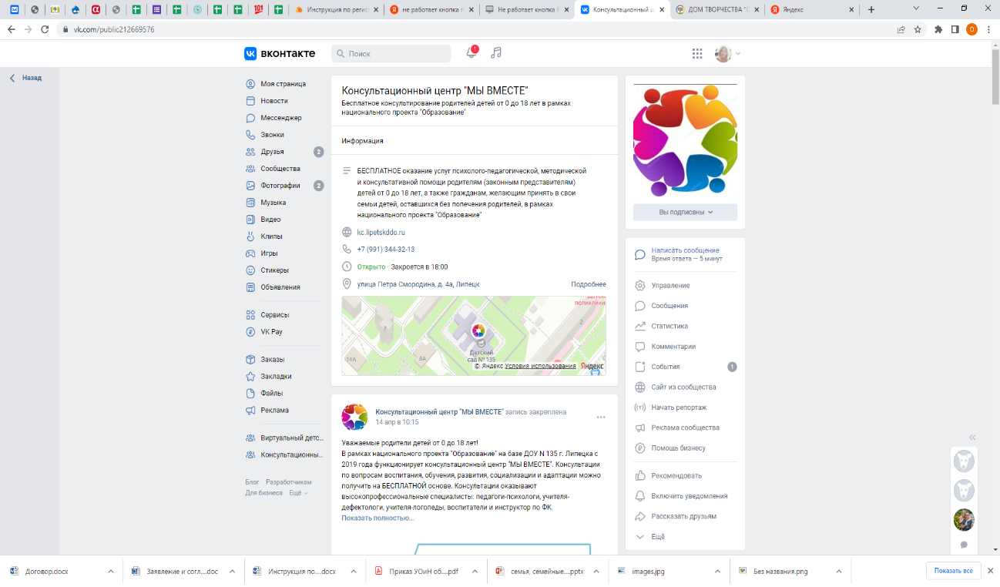 Инструкция по регис
не работает кнопка п
Не работает кнопка F
Консультационный ц
ДОМ ТВОРЧЕСТВА "С
Яндекс
vk.com/public212669576
Назад
ВКОНТАКТЕ
Поиск
1
Моя страница
Новости
Мессенджер
Звонки
Друзья
2
Сообщества
Фотографии
2
Музыка
Видео
Клипы
Игры
Стикеры
Объявления
Сервисы
VK Pay
Заказы
Закладки
Файлы
Реклама
Виртуальный детс...
Консультационны...
Блог Разработчикам
Для бизнеса Ещё
Консультационный центр "МЫ ВМЕСТЕ"
Бесплатное консультирование родителей детей от 0 до 18 лет в рамках
национального проекта "Образование"
Информация
БЕСПЛАТНОЕ оказание услуг психолого-педагогической, методической
и консультативной помощи родителям (законным представителям)
детей от 0 до 18 лет, а также гражданам, желающим принять в свои
семьи детей, оставшихся без попечения родителей, в рамках
национального проекта "Образование"
kc.lipetskddo.ru
+7 (991) 344-32-13
Открыто · Закроется в 18:00
улица Петра Смородина, д. 4а, Липецк
Подробнее
поликлини
7
2
14А
8А
Детский
сад № 135
© Яндекс Условия использования Яндекс
Консультационный центр "МЫ ВМЕСТЕ" запись закреплена
14 апр в 10:15
Уважаемые родители детей от 0 до 18 лет!
В рамках национального проекта "Образование" на базе ДОУ N 135 г. Липецка с
2019 года функционирует консультационный центр "МЫ ВМЕСТЕ". Консультации
по вопросам воспитания, обучения, развития, социализации и адаптации можно
получить на БЕСПЛАТНОЙ основе. Консультации оказывают
высокопрофессиональные специалисты: педагоги-психологи, учителя-
дефектологи, учителя-логопеды, воспитатели и инструктор по ФК.
Показать полностью...
Вы подписаны
Написать сообщение
Время ответа — 5 минут
Управление
Сообщения
Статистика
Комментарии
События
1
Сайт из сообщества
Начать репортаж
Реклама сообщества
Помощь бизнесу
Рекомендовать
Включить уведомления
Рассказать друзьям
Ещё
Договор.docx
Заявление и согл....doc
Инструкция по....docx
Приказ УОиН об....pdf
семья, семейные....pptx
images.jpg
Без названия.png
Показать все